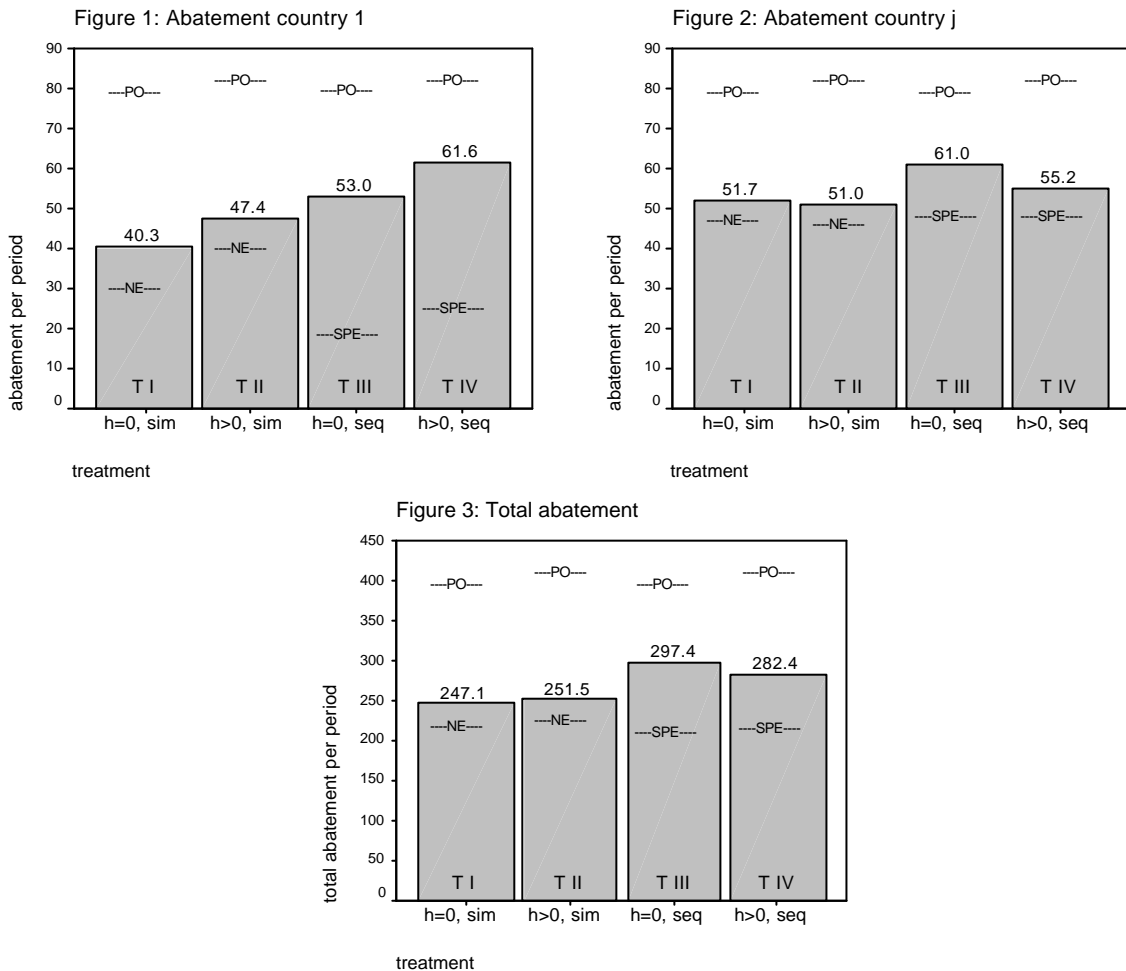 Figure 1: Abatement country 1
90
80
70
60
50
40
30
20
10
0
abatement per period
----PO----
----PO----
----PO----
----PO----
40.3
47.4
53.0
61.6
----NE----
----NE----
----SPE----
----SPE----
T I
T II
T III
T IV
h=0, sim
h>0, sim
h=0, seq
h>0, seq
treatment
Figure 2: Abatement country j
90
80
70
60
50
40
30
20
10
0
abatement per period
----PO----
----PO----
----PO----
----PO----
51.7
51.0
61.0
55.2
----NE----
----NE----
----SPE----
----SPE----
T I
T II
T III
T IV
h=0, sim
h>0, sim
h=0, seq
h>0, seq
treatment
Figure 3: Total abatement
450
400
350
300
250
200
150
100
50
0
total abatement per period
----PO----
----PO----
----PO----
----PO----
247.1
251.5
297.4
282.4
----NE----
----NE----
----SPE----
----SPE----
T I
T II
T III
T IV
h=0, sim
h>0, sim
h=0, seq
h>0, seq
treatment